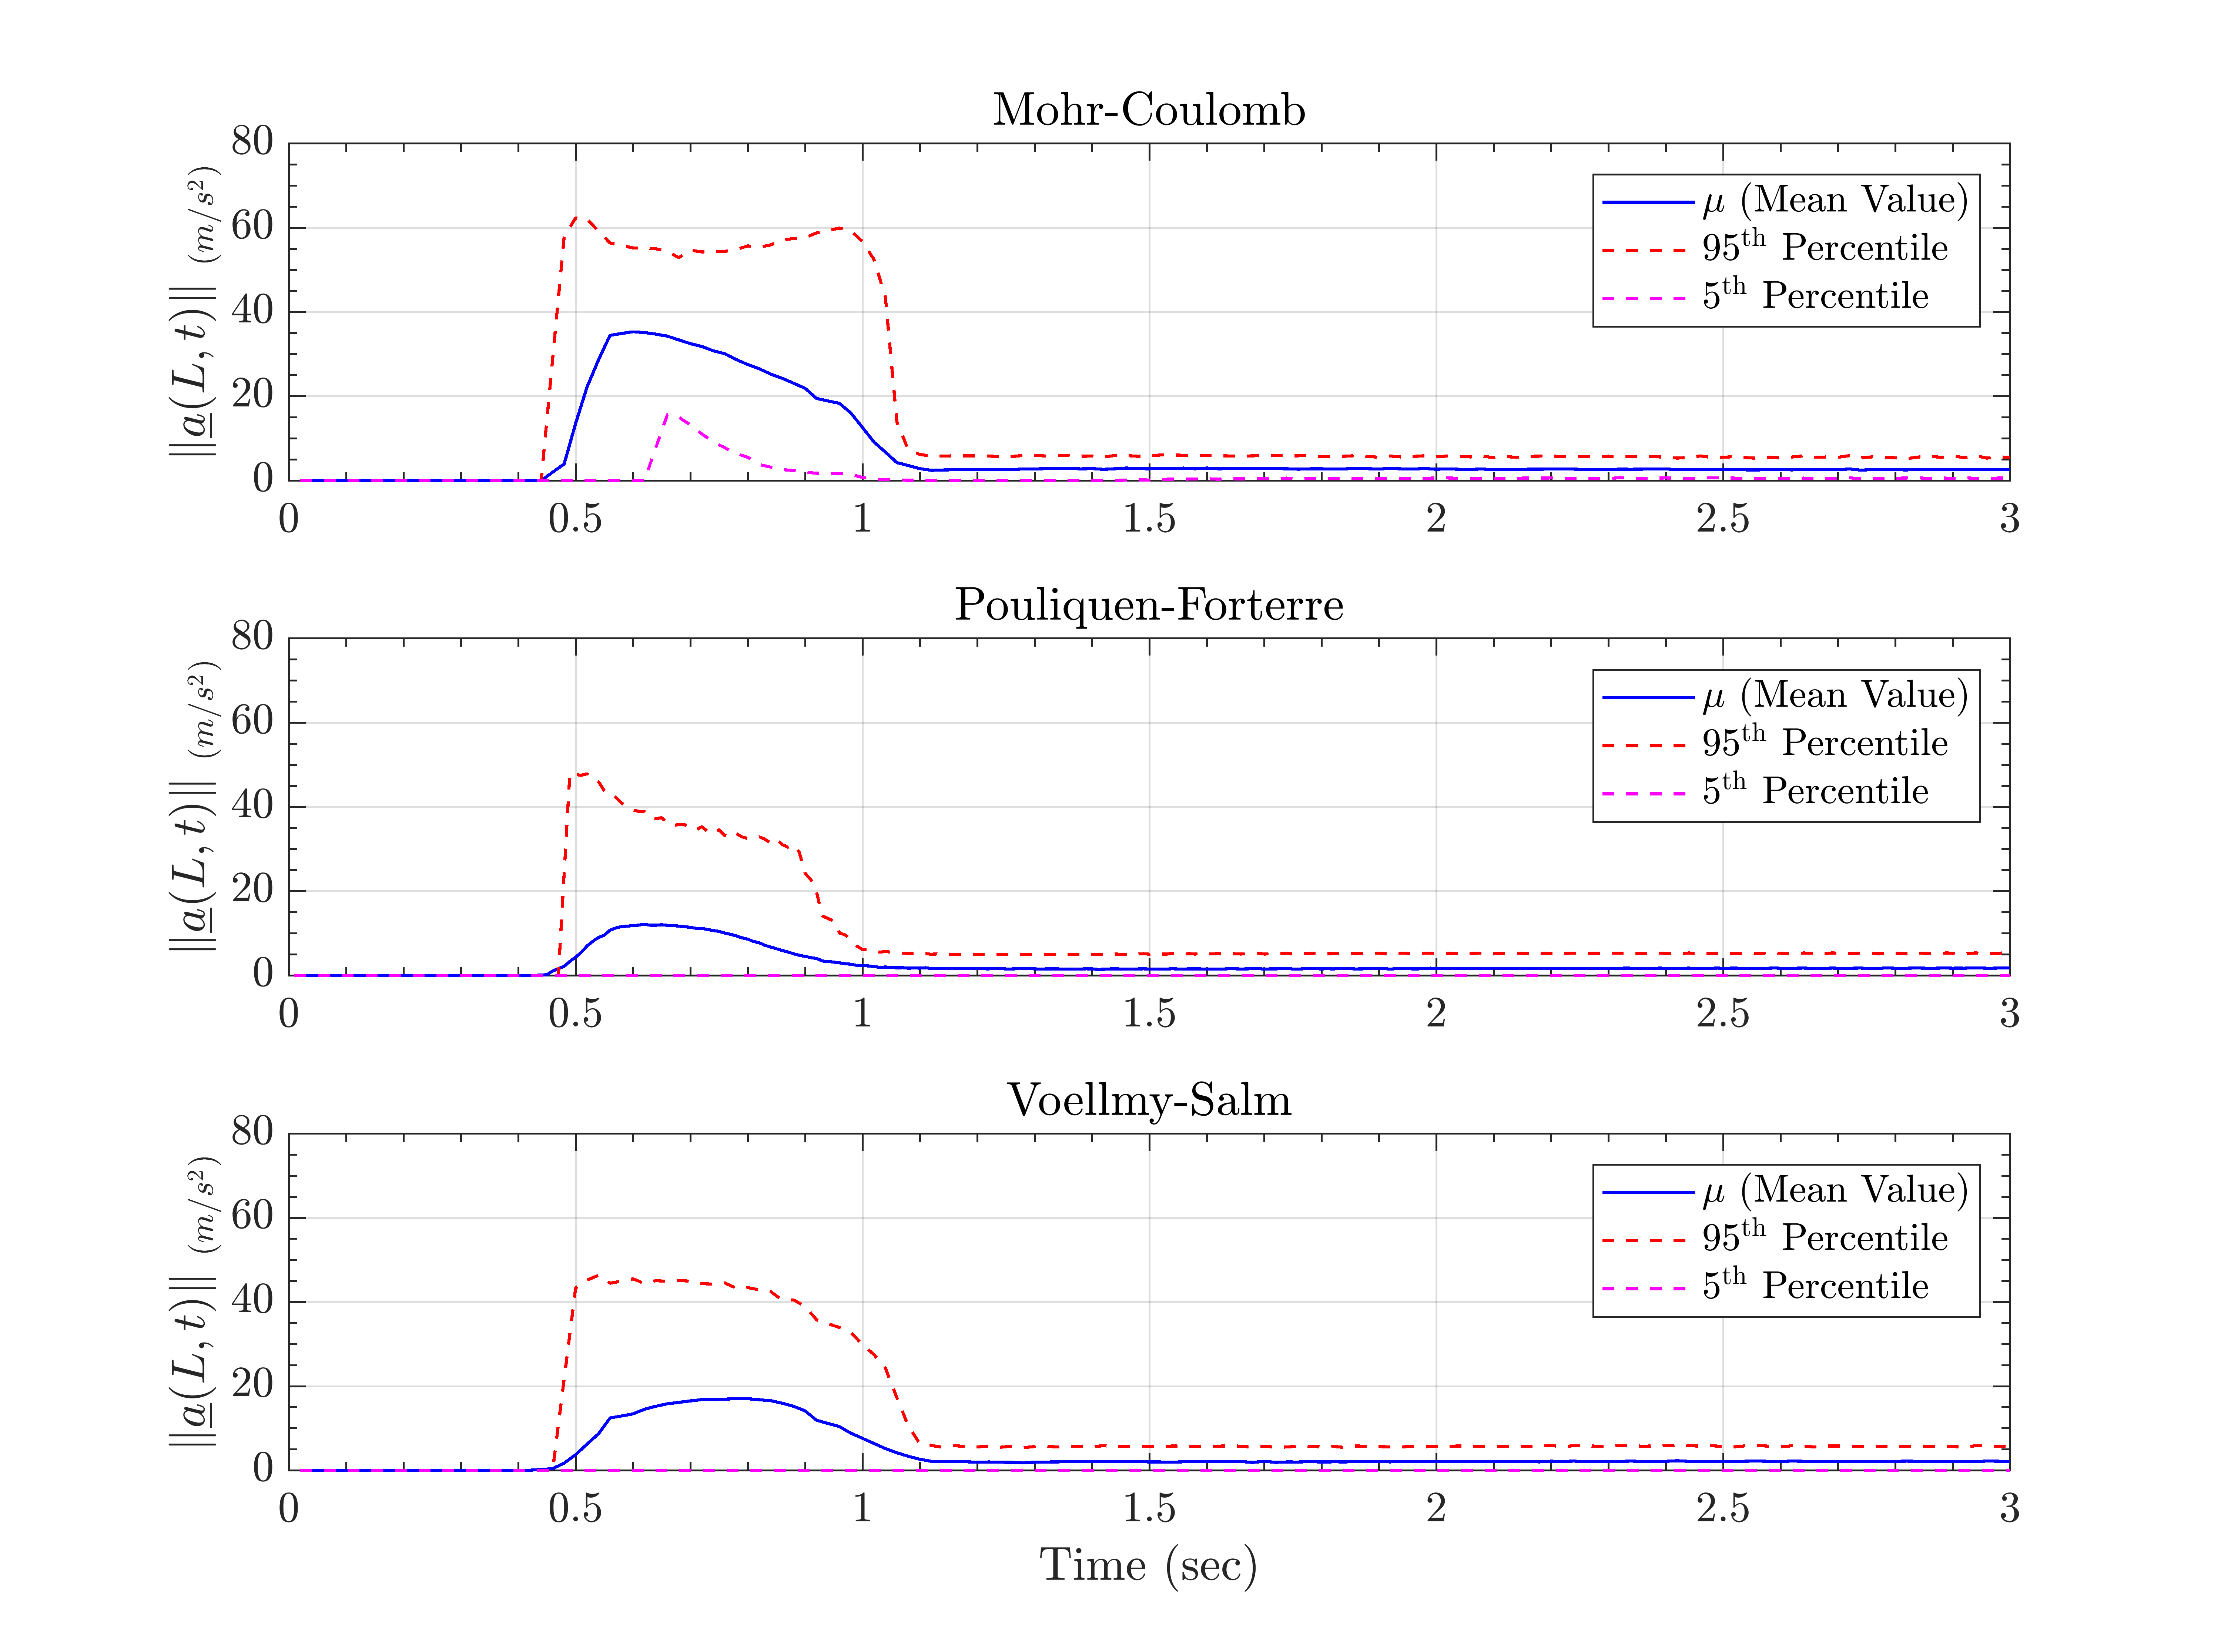 Mohr-Coulomb
||a(L, t)|| (m/s²)
80
60
40
20
0
0 0.5 1 1.5 2 2.5 3
μ (Mean Value)
95th Percentile
5th Percentile
Pouliquen-Forterre
||a(L, t)|| (m/s²)
80
60
40
20
0
0 0.5 1 1.5 2 2.5 3
μ (Mean Value)
95th Percentile
5th Percentile
Voellmy-Salm
||a(L, t)|| (m/s²)
80
60
40
20
0
0 0.5 1 1.5 2 2.5 3
μ (Mean Value)
95th Percentile
5th Percentile
Time (sec)